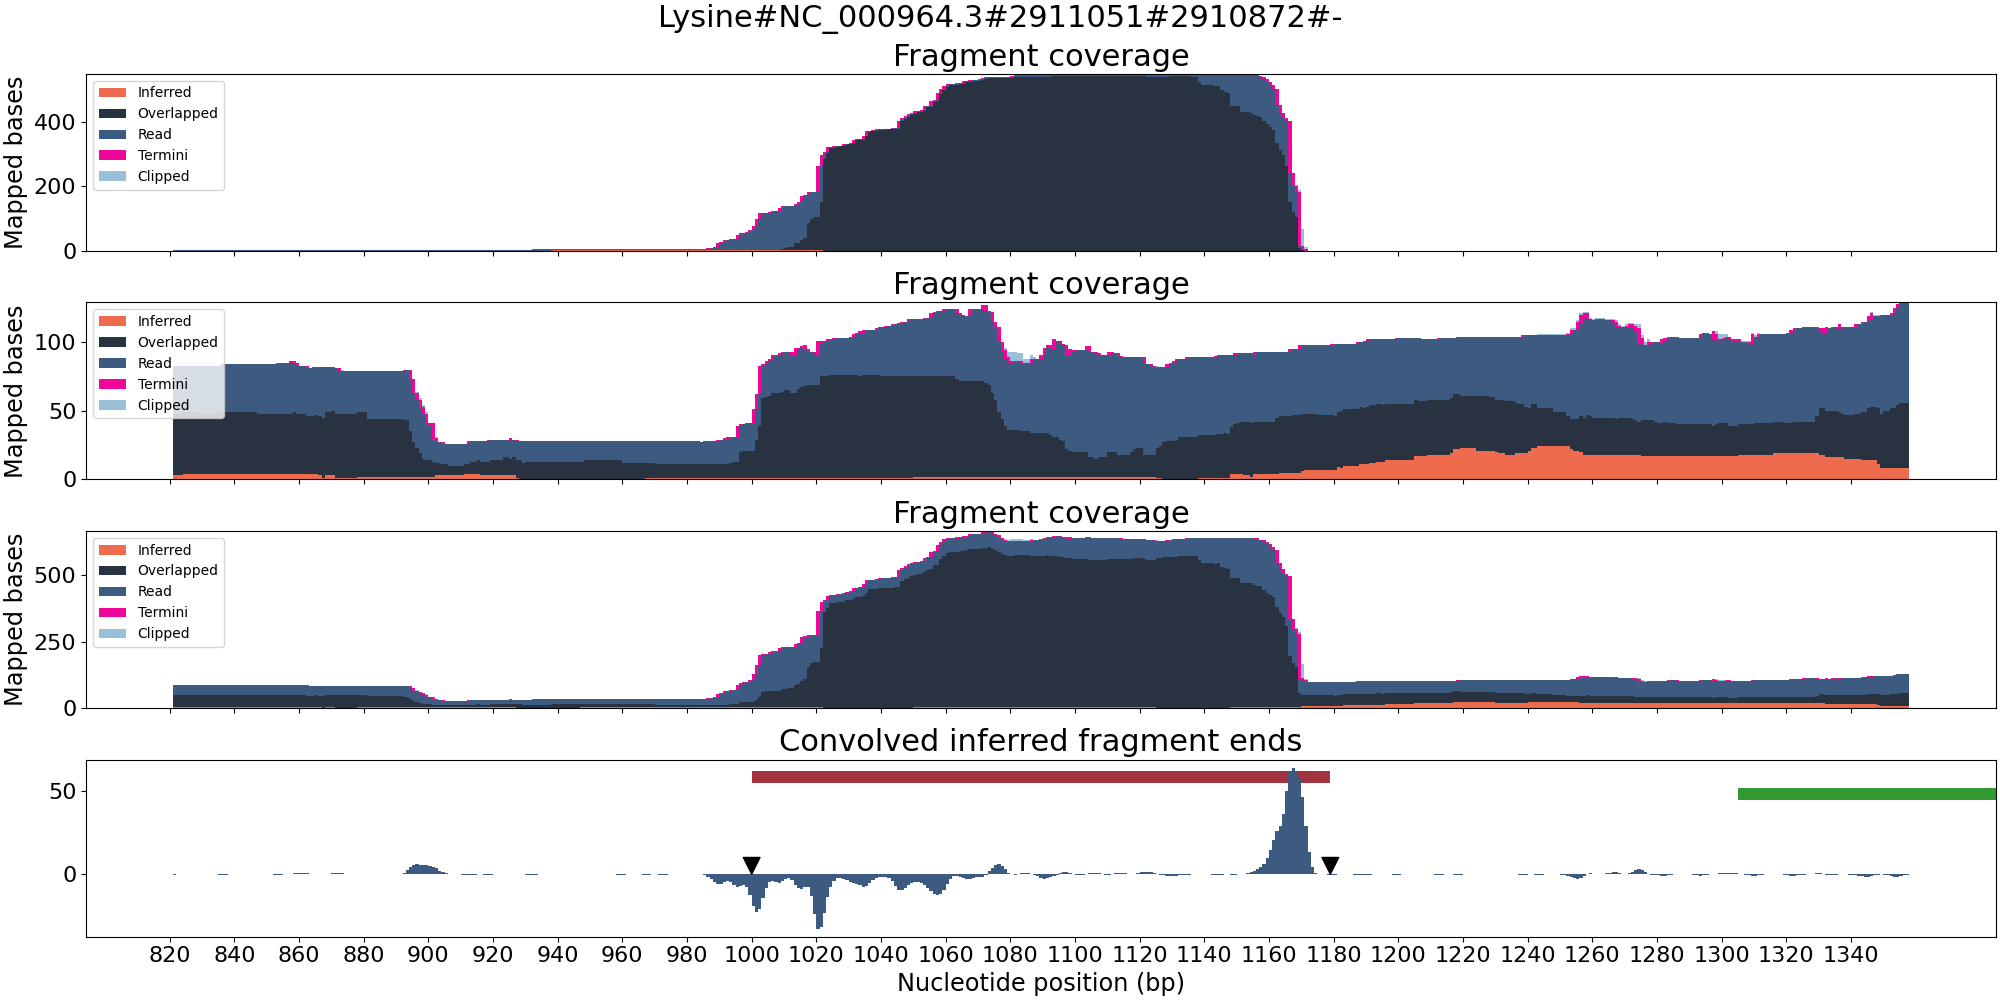 Lysine#NC_000964.3#2911051#2910872#-
Fragment coverage
Mapped bases
400
200
0
Inferred
Overlapped
Read
Termini
Clipped
Fragment coverage
Mapped bases
100
50
0
Inferred
Overlapped
Read
Termini
Clipped
Fragment coverage
Mapped bases
500
250
0
Inferred
Overlapped
Read
Termini
Clipped
Convolved inferred fragment ends
50
0
820 840 860 880 900 920 940 960 980 1000 1020 1040 1060 1080 1100 1120 1140 1160 1180 1200 1220 1240 1260 1280 1300 1320 1340
Nucleotide position (bp)